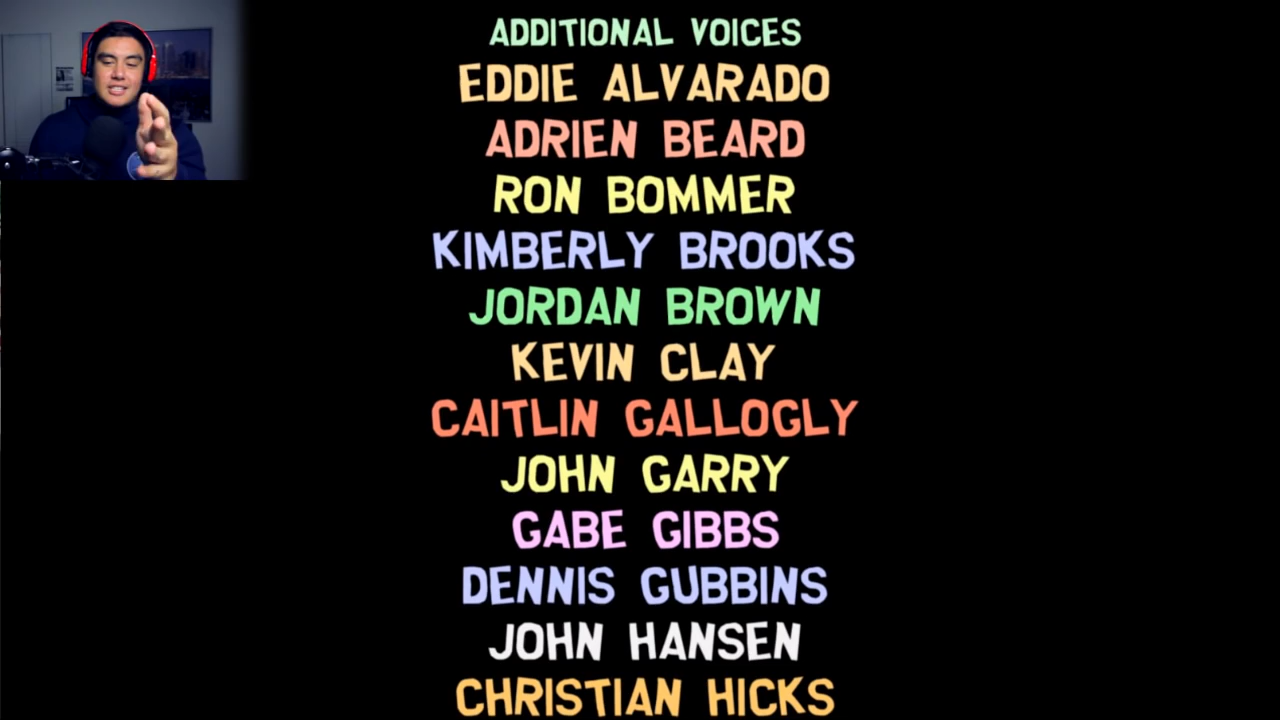 ADDITIONAL VOICES
EDDIE ALVARADO
ADRIEN BEARD
RON BOMMER
KIMBERLY BROOKS
JORDAN BROWN
KEVIN CLAY
CAITLIN GALLOGLY
JOHN GARRY
GABE GIBBS
DENNIS GUBBINS
JOHN HANSEN
CHRISTIAN HICKS